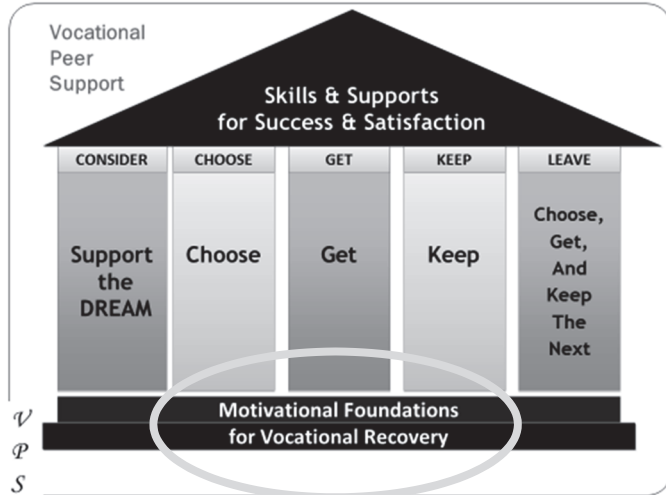 Vocational
Peer
Support
Skills & Supports
for Success & Satisfaction
CONSIDER
CHOOSE
GET
KEEP
LEAVE
Support
the
DREAM
Choose
Get
Keep
Choose,
Get,
And
Keep
The
Next
Motivational Foundations
for Vocational Recovery
V
P
S